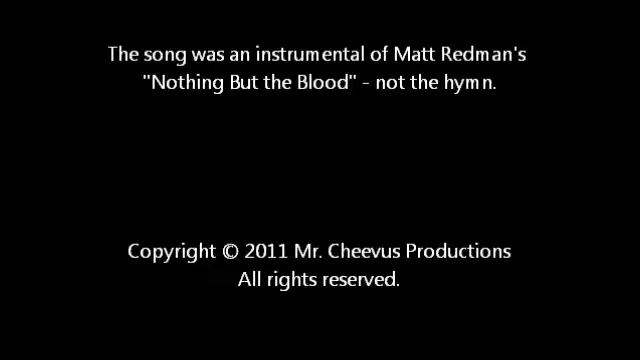 The song was an instrumental of Matt Redman's
"Nothing But the Blood" - not the hymn.
Copyright © 2011 Mr. Cheevus Productions
All rights reserved.